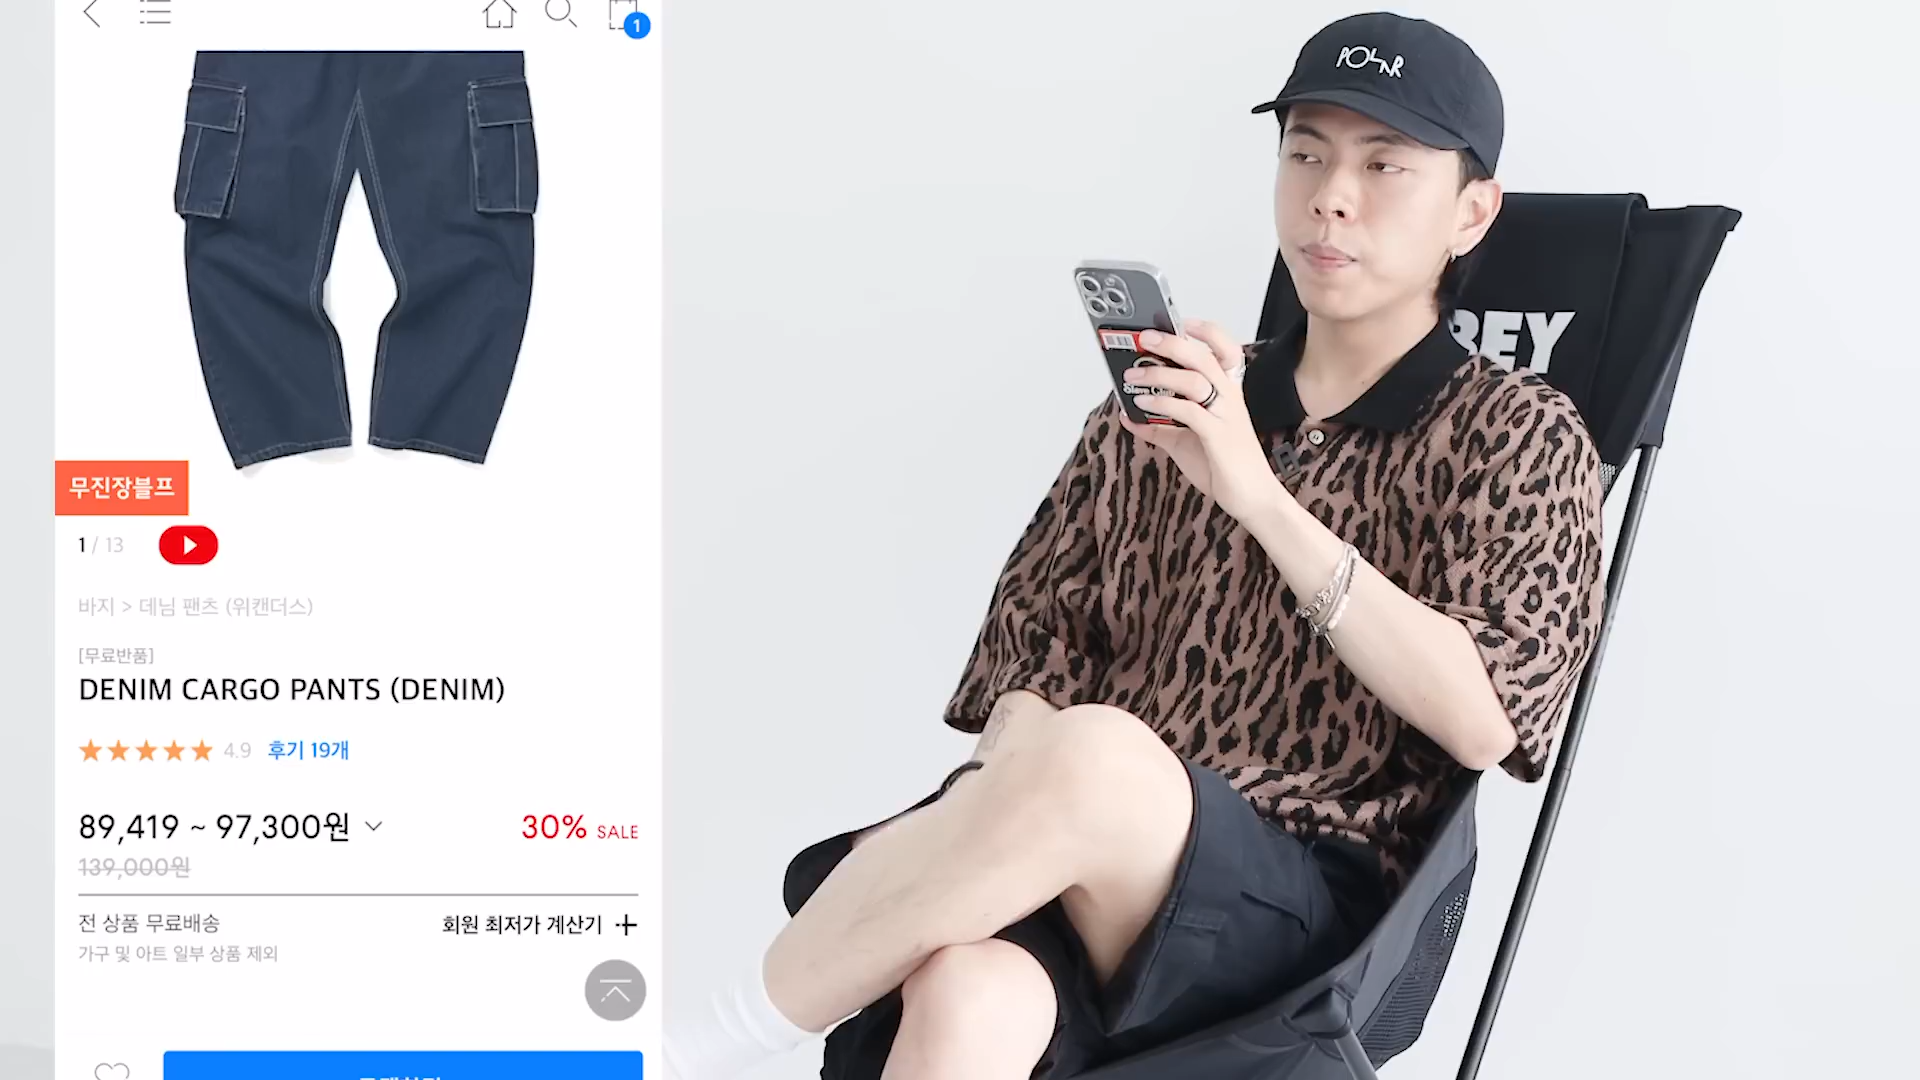 1
무진장블프
1 / 13
바지 > 데님 팬츠 (위캔더스)
[무료반품]
DENIM CARGO PANTS (DENIM)
4.9 후기 19개
89,419 ~ 97,300원
30% SALE
139,000원
전 상품 무료배송
회원 최저가 계산기 +
가구 및 아트 일부 상품 제외
POLAR
BEY